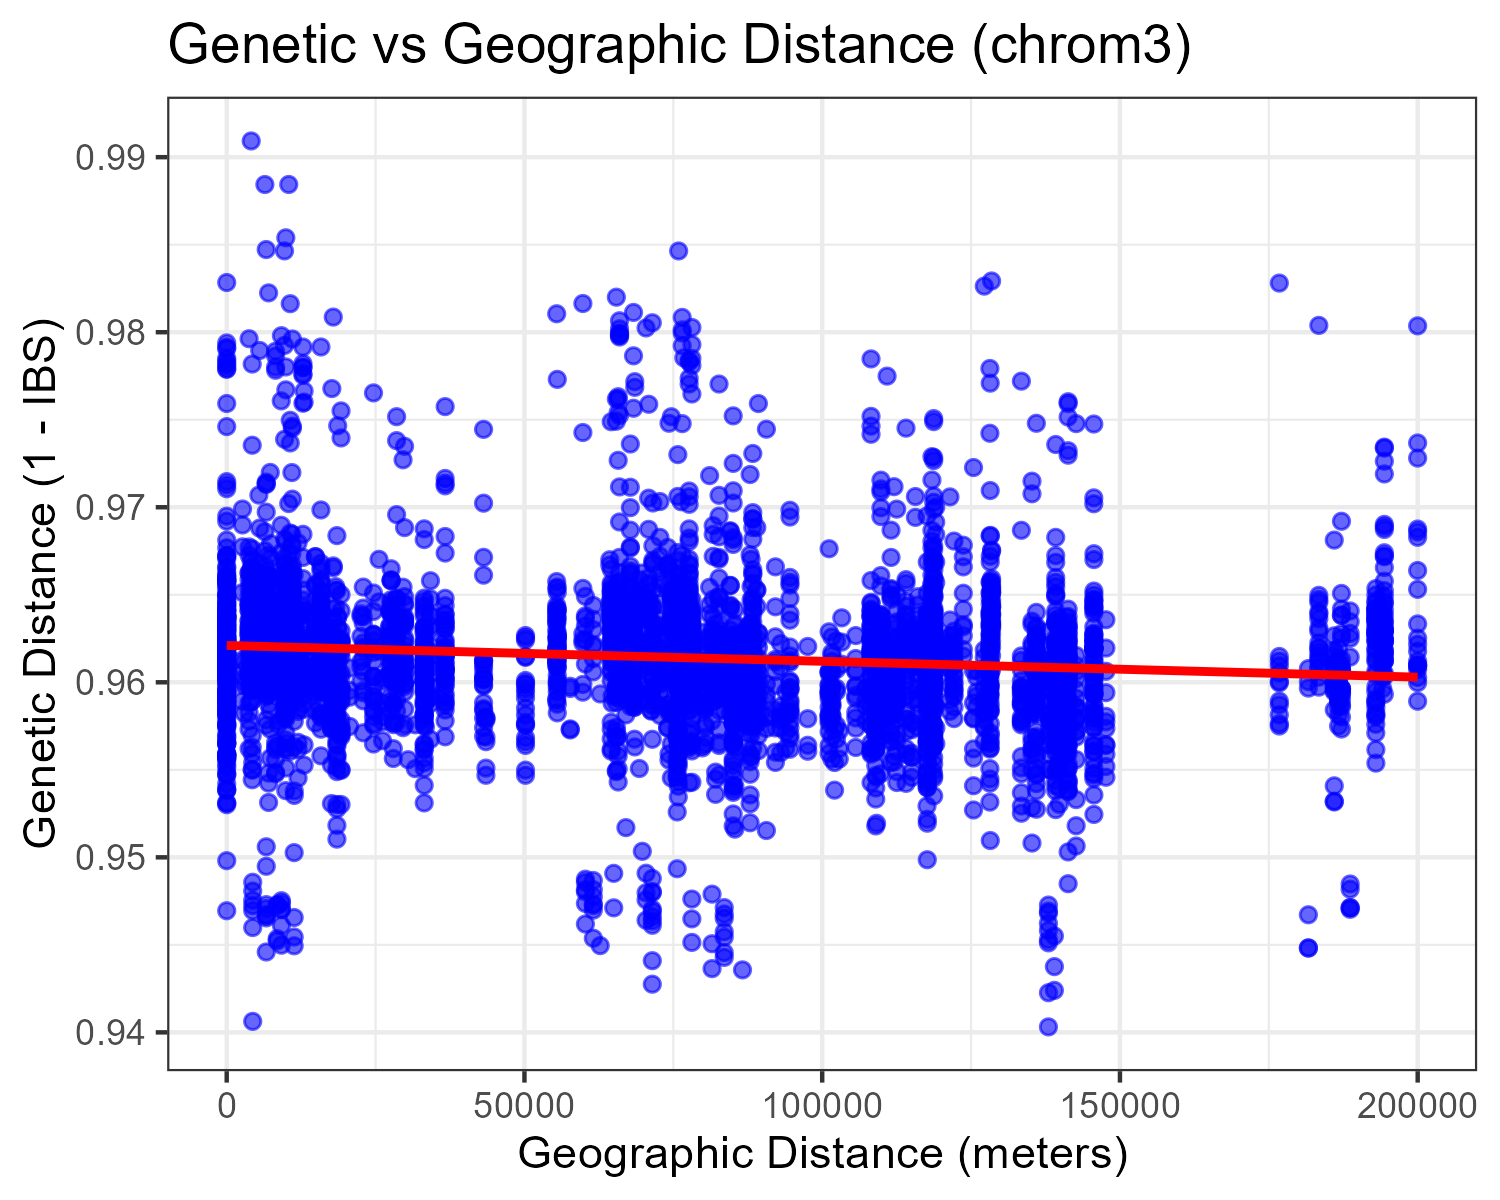 Genetic vs Geographic Distance (chrom3)
Genetic Distance (1 - IBS)
0.99
0.98
0.97
0.96
0.95
0.94
0 50000 100000 150000 200000
Geographic Distance (meters)